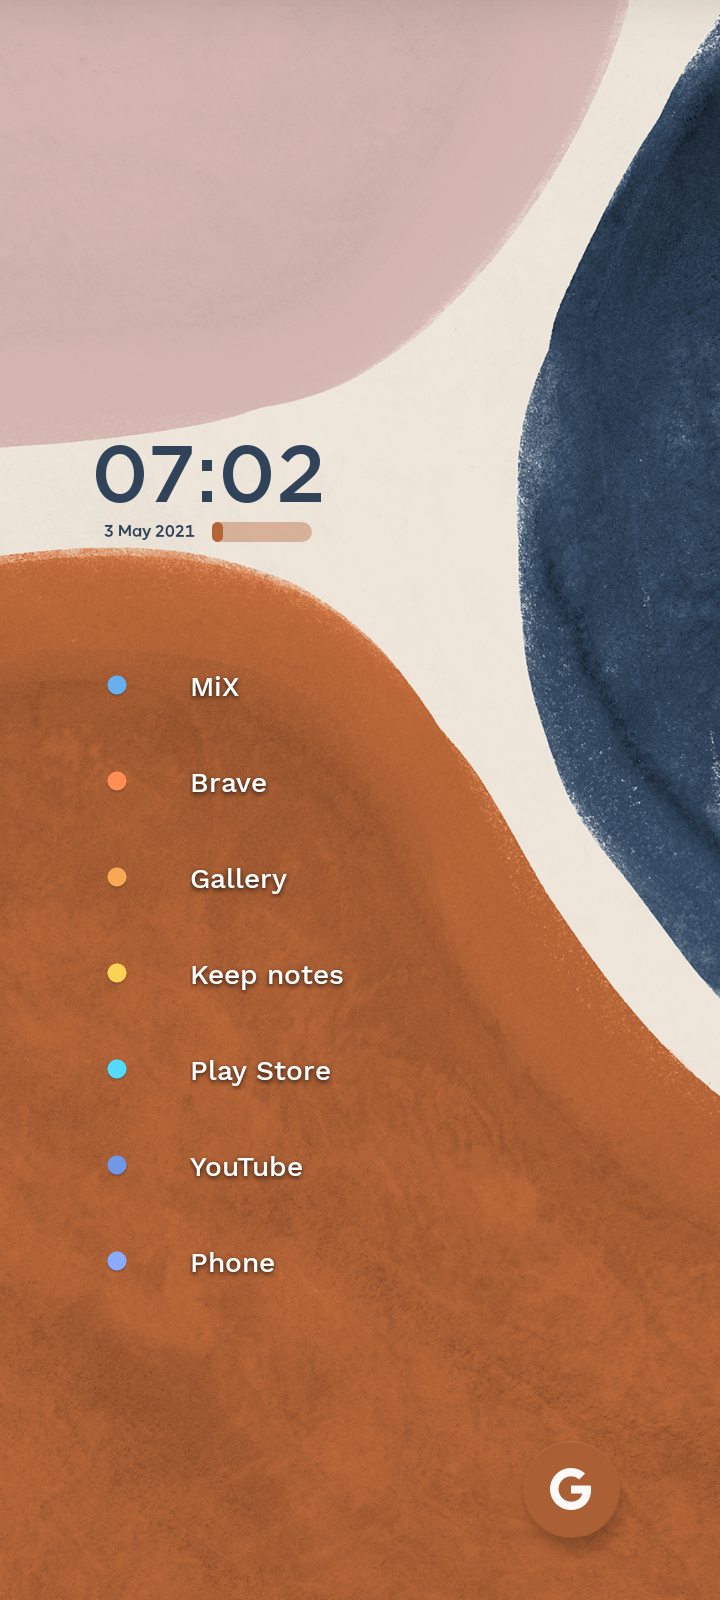 07:02
3 May 2021
MiX
Brave
Gallery
Keep notes
Play Store
YouTube
Phone
G